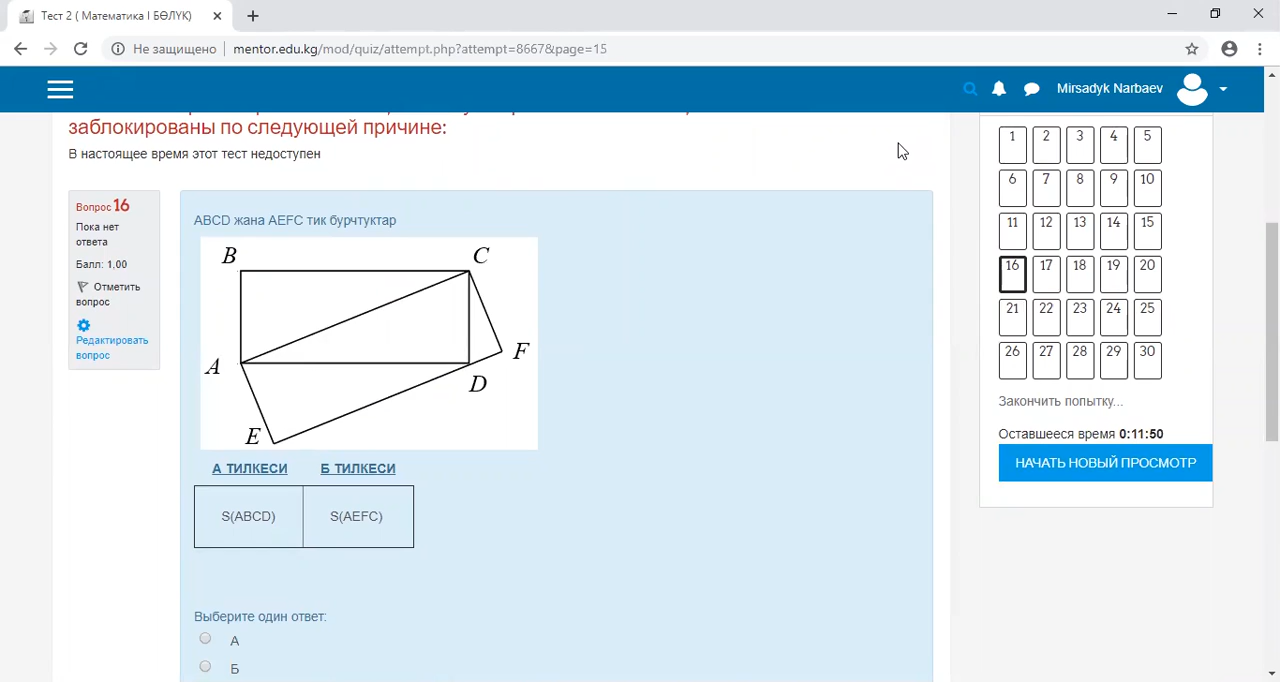 Тест 2 ( Математика I БӨЛҮК)
Не защищено
mentor.edu.kg/mod/quiz/attempt.php?attempt=8667&page=15
Mirsadyk Narbaev
заблокированы по следующей причине:
В настоящее время этот тест недоступен
Вопрос 16
Пока нет
ответа
Балл: 1,00
Отметить
вопрос
Редактировать
вопрос
ABCD жана AEFC тик бурчтуктар
B
C
A
F
D
E
А ТИЛКЕСИ
Б ТИЛКЕСИ
S(ABCD)
S(AEFC)
Выберите один ответ:
А
Б
1 2 3 4 5
6 7 8 9 10
11 12 13 14 15
16 17 18 19 20
21 22 23 24 25
26 27 28 29 30
Закончить попытку...
Оставшееся время 0:11:50
НАЧАТЬ НОВЫЙ ПРОСМОТР